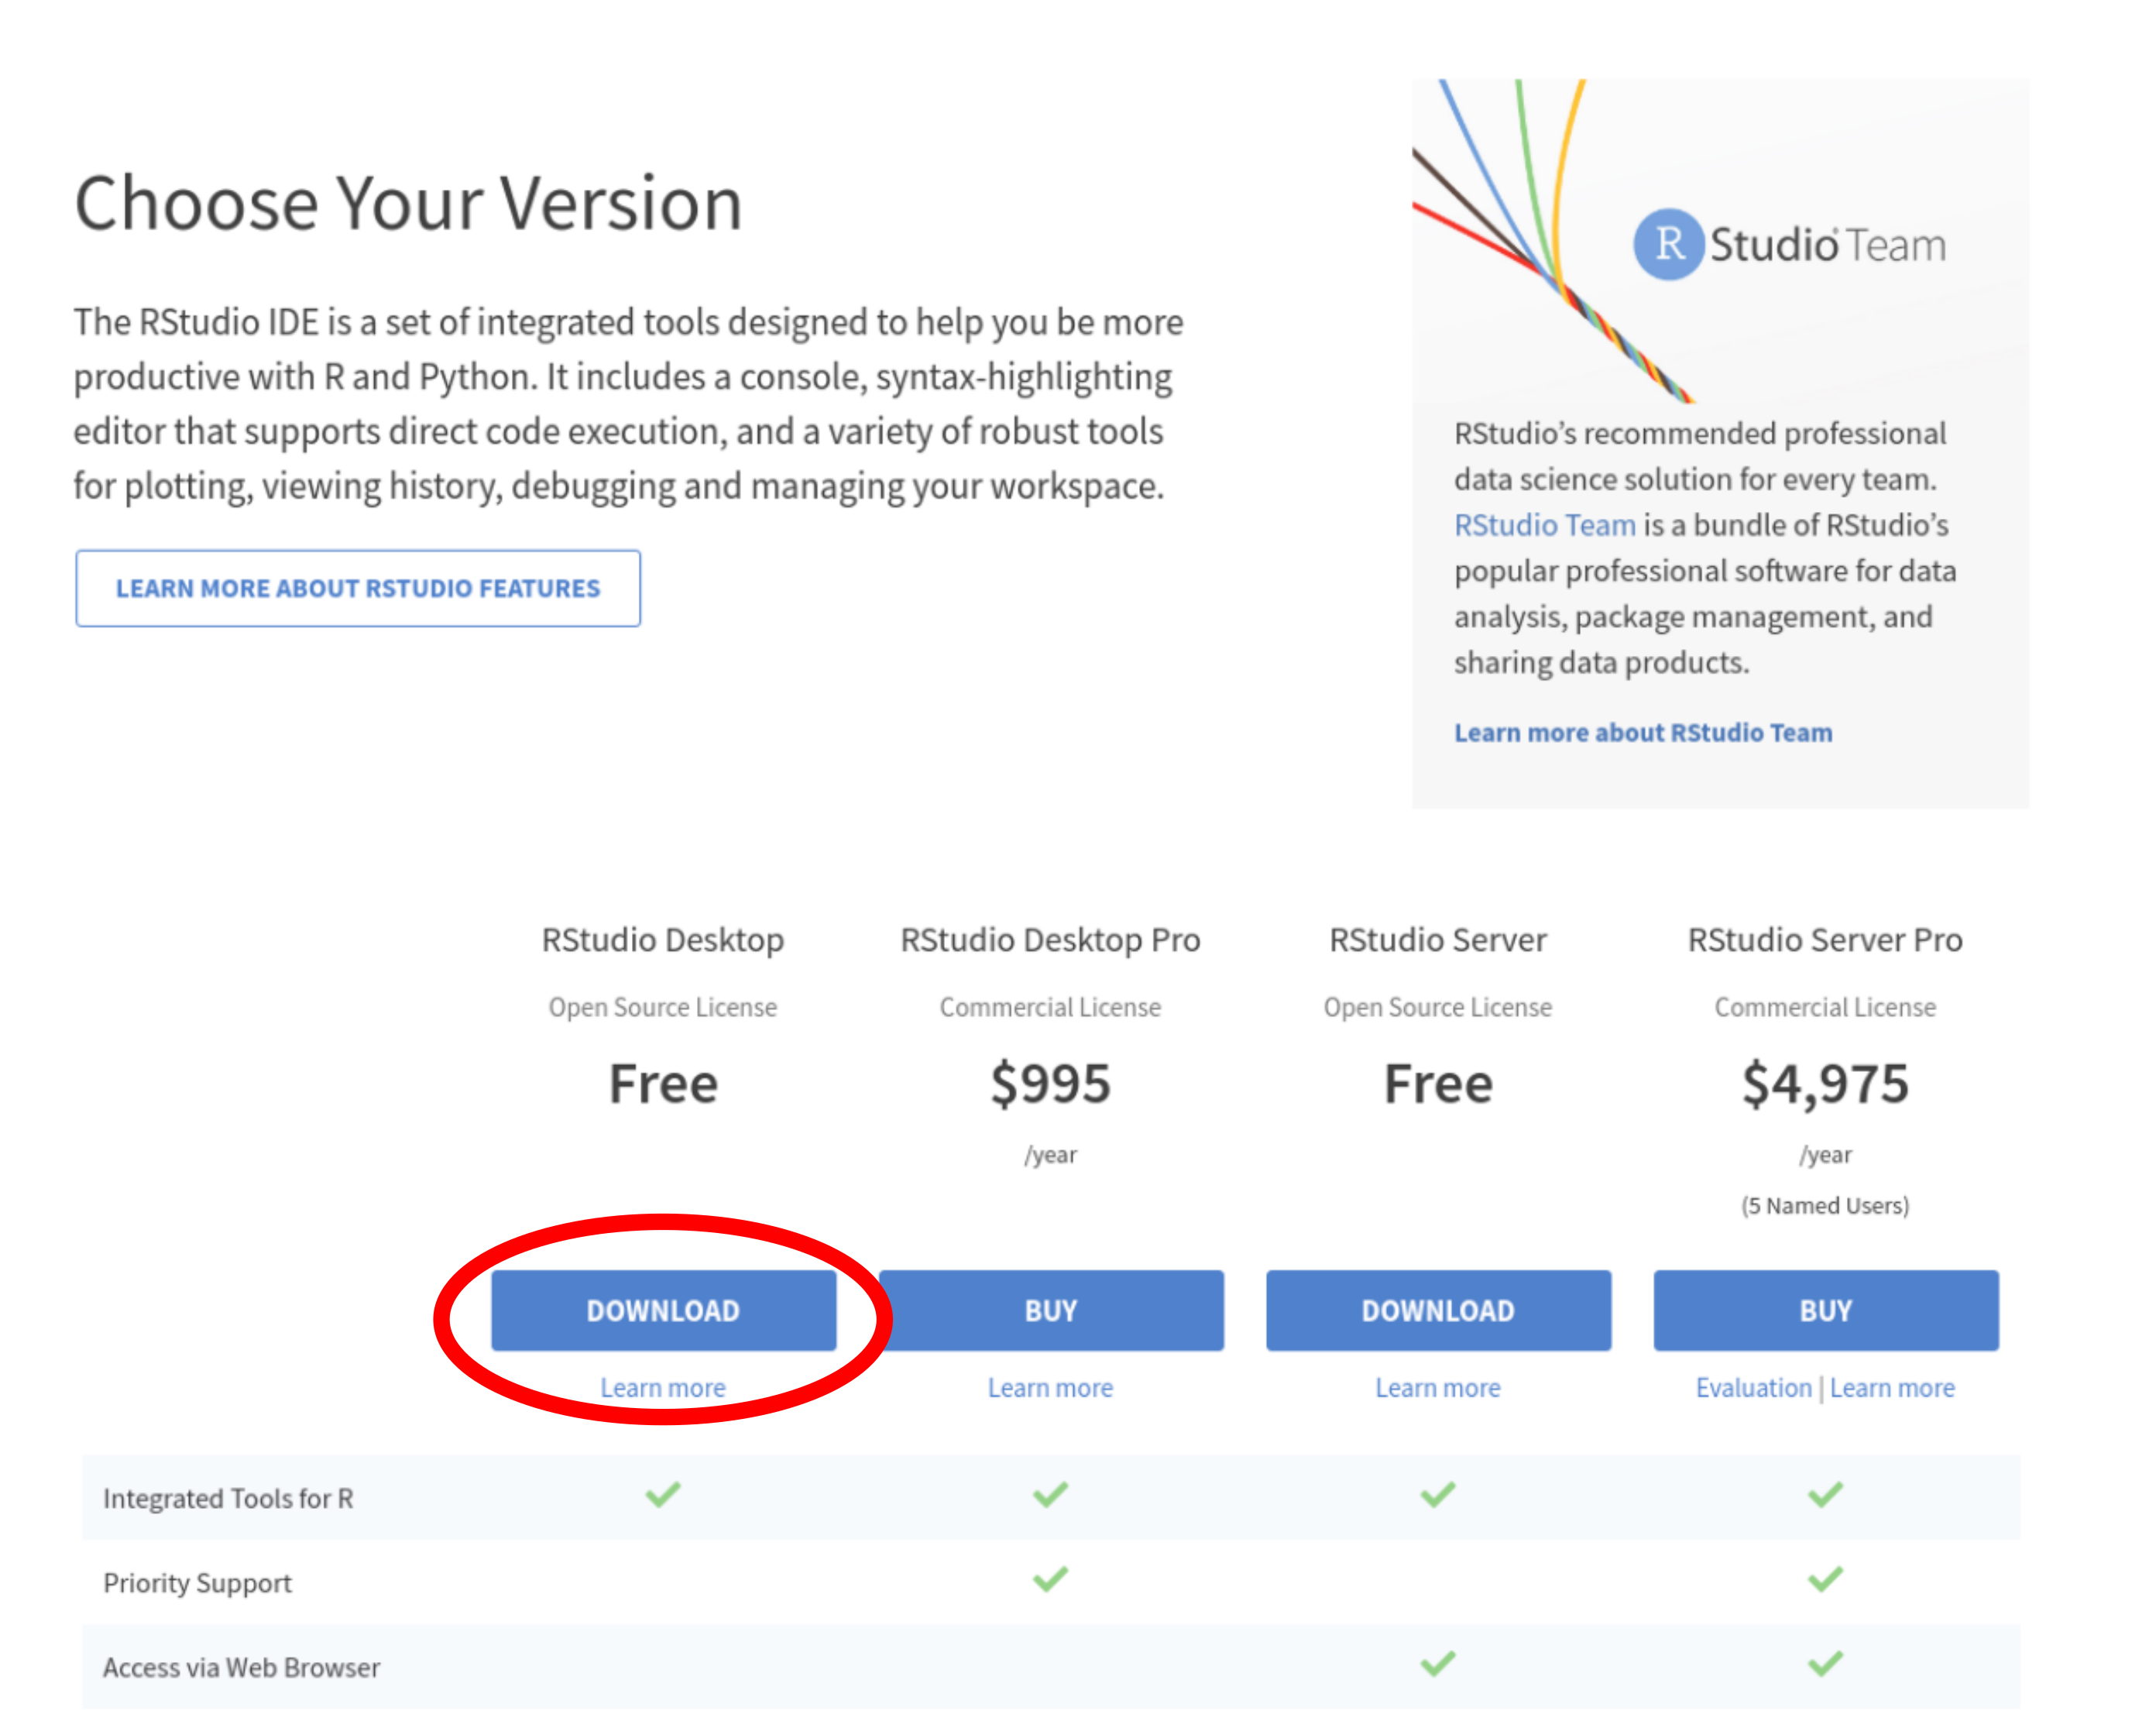 Choose Your Version
The RStudio IDE is a set of integrated tools designed to help you be more
productive with R and Python. It includes a console, syntax-highlighting
editor that supports direct code execution, and a variety of robust tools
for plotting, viewing history, debugging and managing your workspace.
LEARN MORE ABOUT RSTUDIO FEATURES
R Studio Team
RStudio's recommended professional
data science solution for every team.
RStudio Team is a bundle of RStudio's
popular professional software for data
analysis, package management, and
sharing data products.
Learn more about RStudio Team
RStudio Desktop RStudio Desktop Pro RStudio Server RStudio Server Pro
Open Source License Commercial License Open Source License Commercial License
Free $995 Free $4,975
/year /year
(5 Named Users)
DOWNLOAD BUY DOWNLOAD BUY
Learn more Learn more Learn more Evaluation | Learn more
Integrated Tools for R
Priority Support
Access via Web Browser